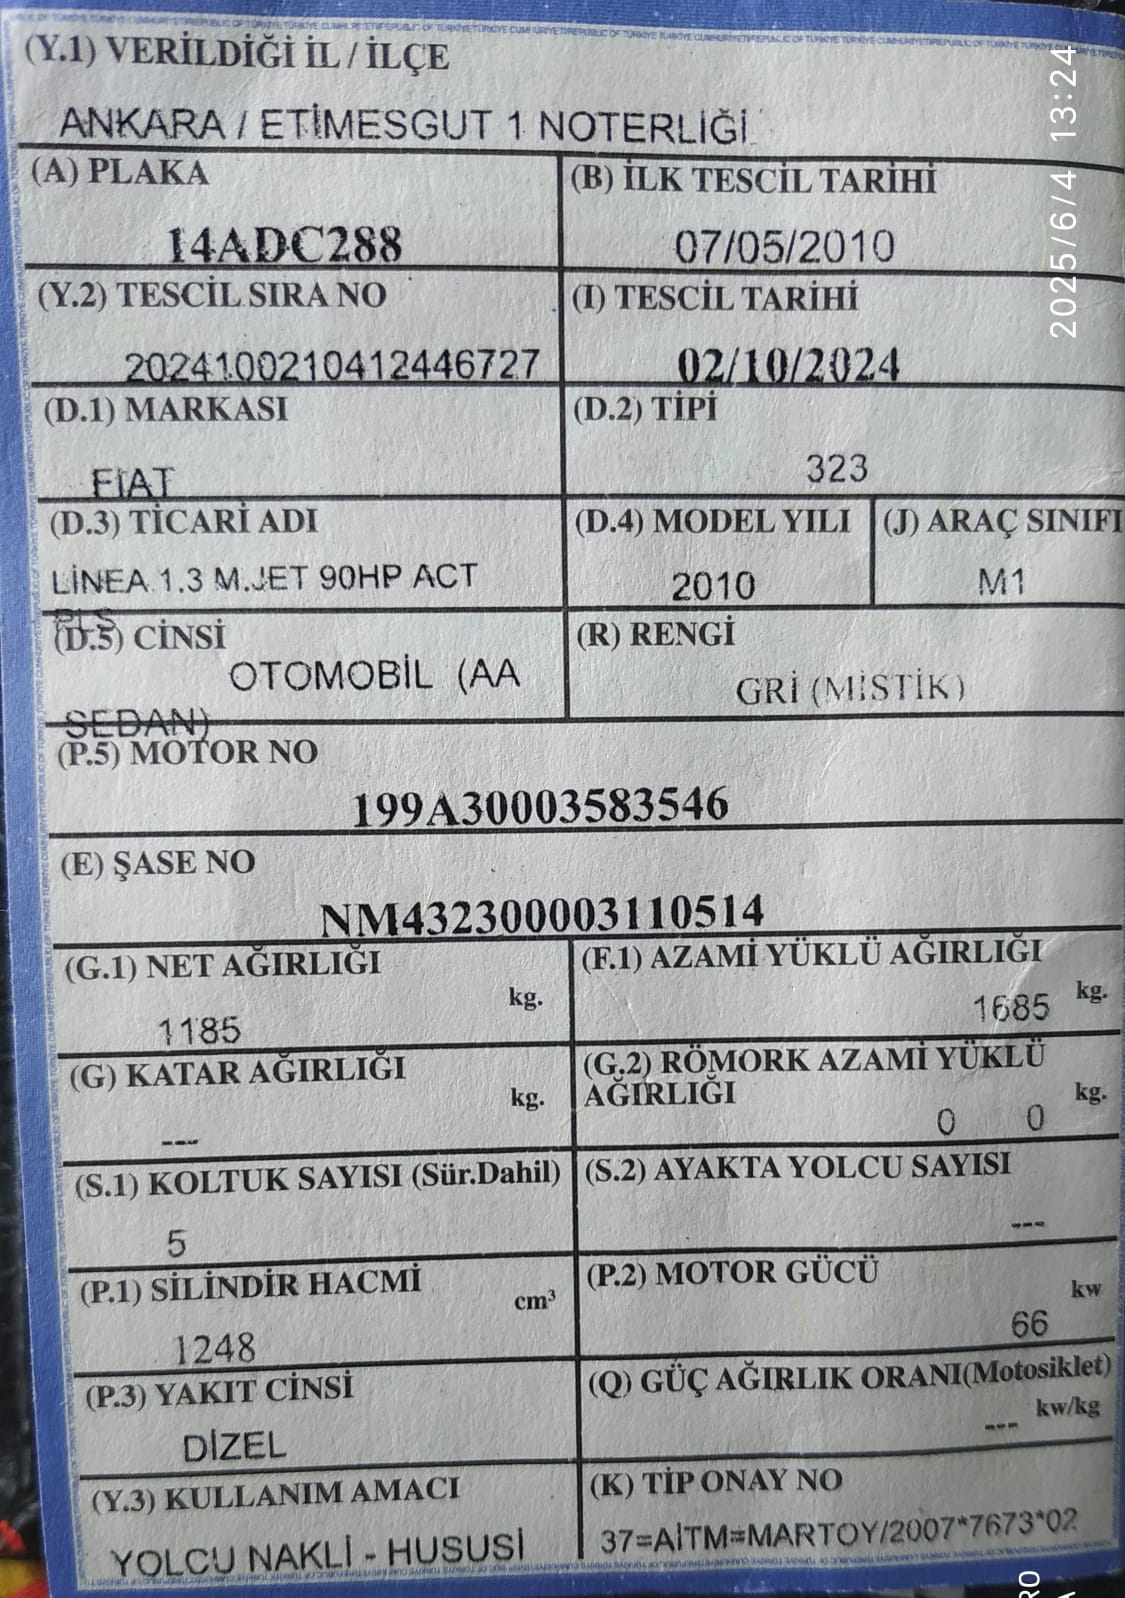 (Y.1) VERİLDİĞİ İL / İLÇE
ANKARA / ETİMESGUT 1 NOTERLİĞİ
(A) PLAKA
14ADC288
(B) İLK TESCİL TARİHİ
07/05/2010
(Y.2) TESCİL SIRA NO
2024100210412446727
(I) TESCİL TARİHİ
02/10/2024
(D.1) MARKASI
FIAT
(D.2) TİPİ
323
(D.3) TİCARİ ADI
LİNEA 1.3 M.JET 90HP ACT
PLS
(D.4) MODEL YILI
2010
(J) ARAÇ SINIFI
M1
(D.5) CİNSİ
OTOMOBİL (AA
SEDAN)
(R) RENGİ
GRİ (MİSTİK)
(P.5) MOTOR NO
199A30003583546
(E) ŞASE NO
NM432300003110514
(G.1) NET AĞIRLIĞI
kg.
1185
(F.1) AZAMİ YÜKLÜ AĞIRLIĞI
kg.
1685
(G) KATAR AĞIRLIĞI
kg.
---
(G.2) RÖMORK AZAMİ YÜKLÜ
AĞIRLIĞI
kg.
0 0
(S.1) KOLTUK SAYISI (Sür.Dahil)
5
(S.2) AYAKTA YOLCU SAYISI
---
(P.1) SİLİNDİR HACMİ
cm³
1248
(P.2) MOTOR GÜCÜ
kw
66
(P.3) YAKIT CİNSİ
DİZEL
(Q) GÜÇ AĞIRLIK ORANI(Motosiklet)
--- kw/kg
(Y.3) KULLANIM AMACI
YOLCU NAKLİ - HUSUSİ
(K) TİP ONAY NO
37=AİTM=MARTOY/2007*7673*02
2025/6/4 13:24